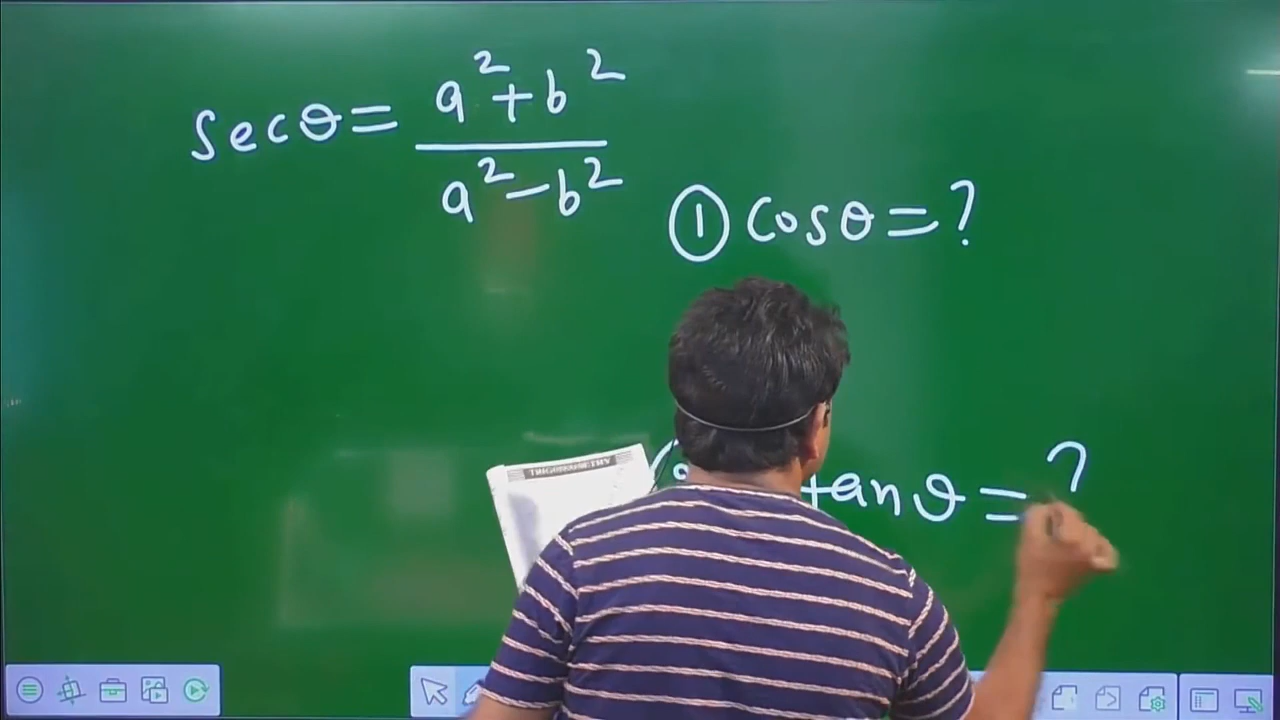 secθ = a²+b² / a²-b²
① cosθ = ?
tanθ = ?
TRIGONOMETRY